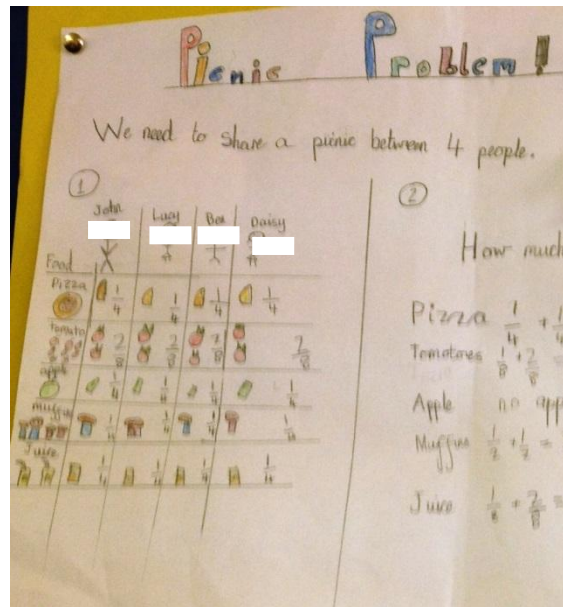 Picnic Problem!
We need to share a picnic between 4 people.
1
John Lucy Ben Daisy
Food
Pizza 1/4 1/4 1/4 1/4
tomato 2/8 2/8 2/8 2/8
apple 1/4 1/4 1/4 1/4
muffins 1/4 1/4 1/4 1/4
Juice 1/4 1/4 1/4 1/4
2
How much
Pizza 1/4 +
Tomatoes 1/8 + 2/8 =
Apple no app
Muffins 1/2 + 1/2 =
Juice + 2/8 =